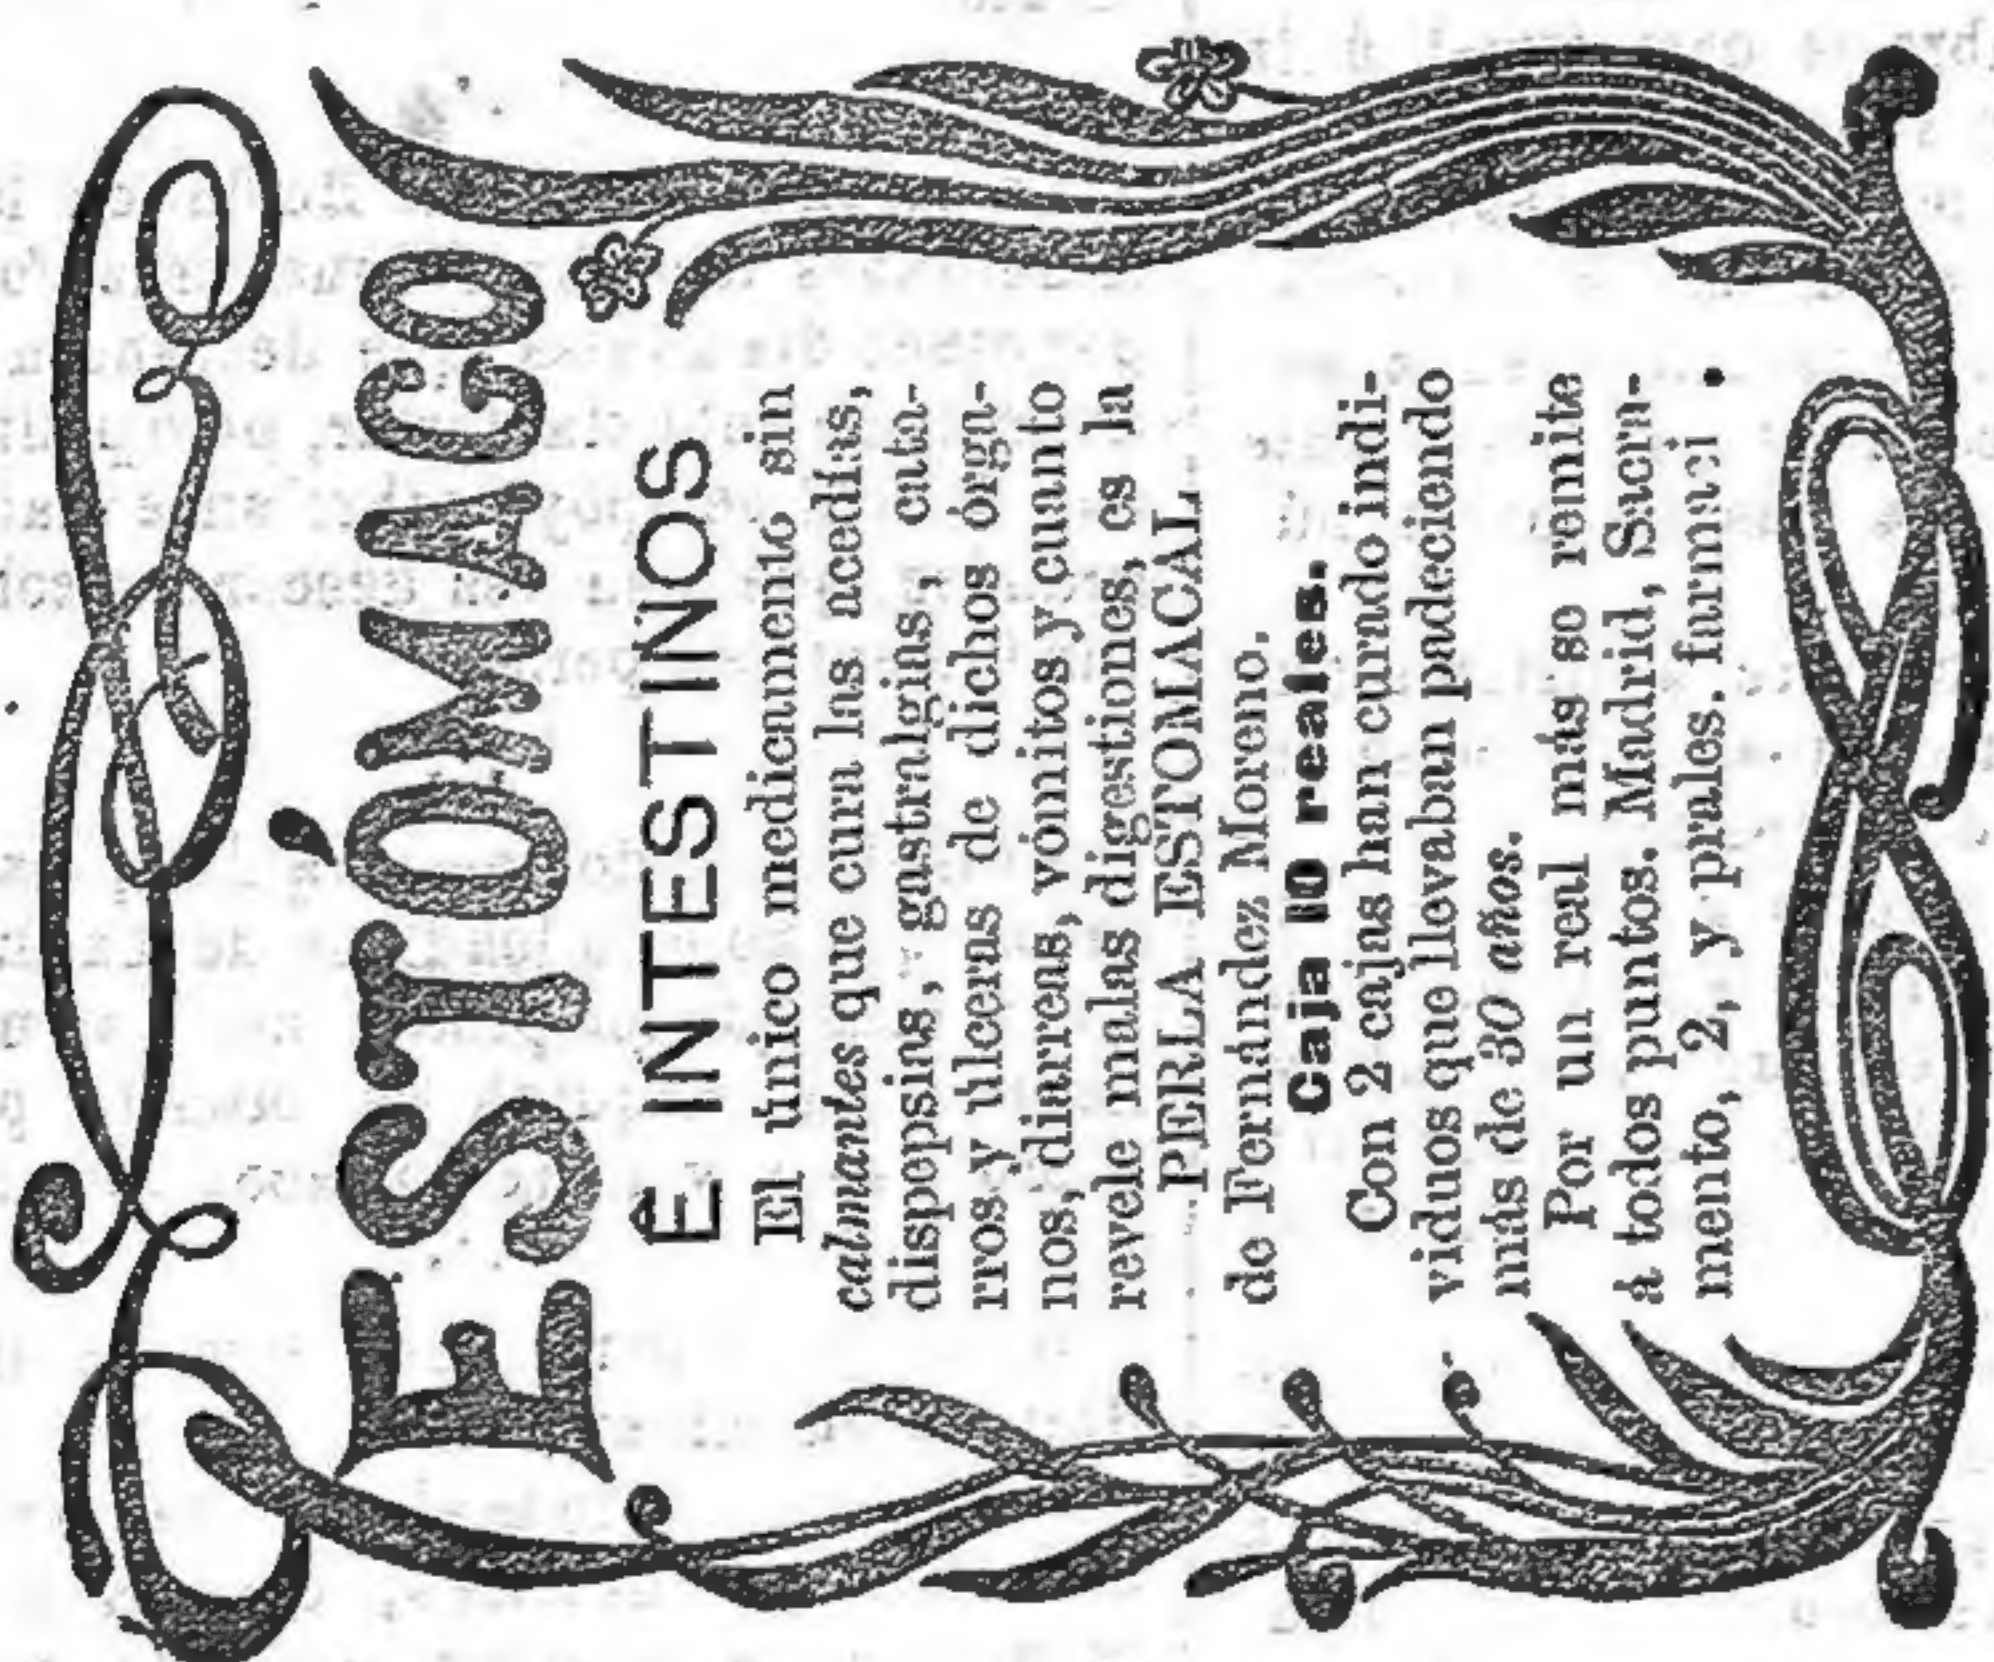 ESTÓMAGO
É INTESTINOS
El único medicamento sin
calmantes que cura las acedías,
dispepsias, gastralgias, cata-
rros y úlceras de dichos órga-
nos, diarreas, vómitos y cuanto
revele malas digestiones, es la
PERLA ESTOMACAL
de Fernández Moreno.
Caja 10 reales.
Con 2 cajas han curado indi-
viduos que llevaban padeciendo
más de 30 años.
Por un real más se remite
á todos puntos. Madrid, Sacra-
mento, 2, y prales. farmaci .